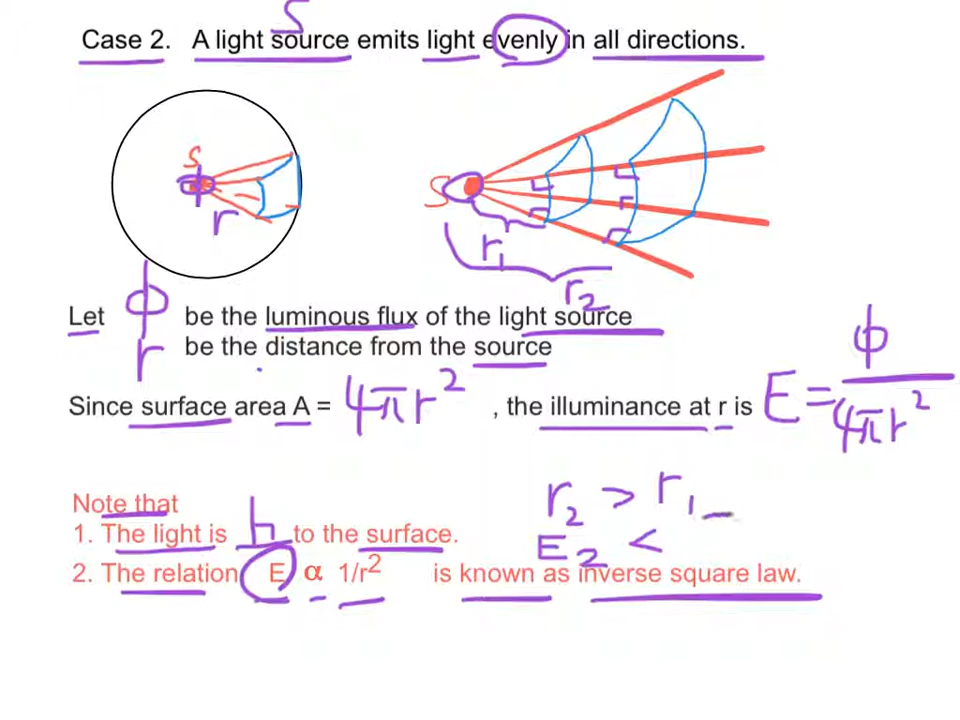 S
Case 2. A light source emits light evenly in all directions.
S
r
S
r
r₁
r₂
Let ϕ be the luminous flux of the light source
r be the distance from the source
Since surface area A = 4πr² , the illuminance at r is E = ϕ/4πr²
Note that
r₂ > r₁
1. The light is to the surface.
E₂ <
2. The relation E α 1/r² is known as inverse square law.